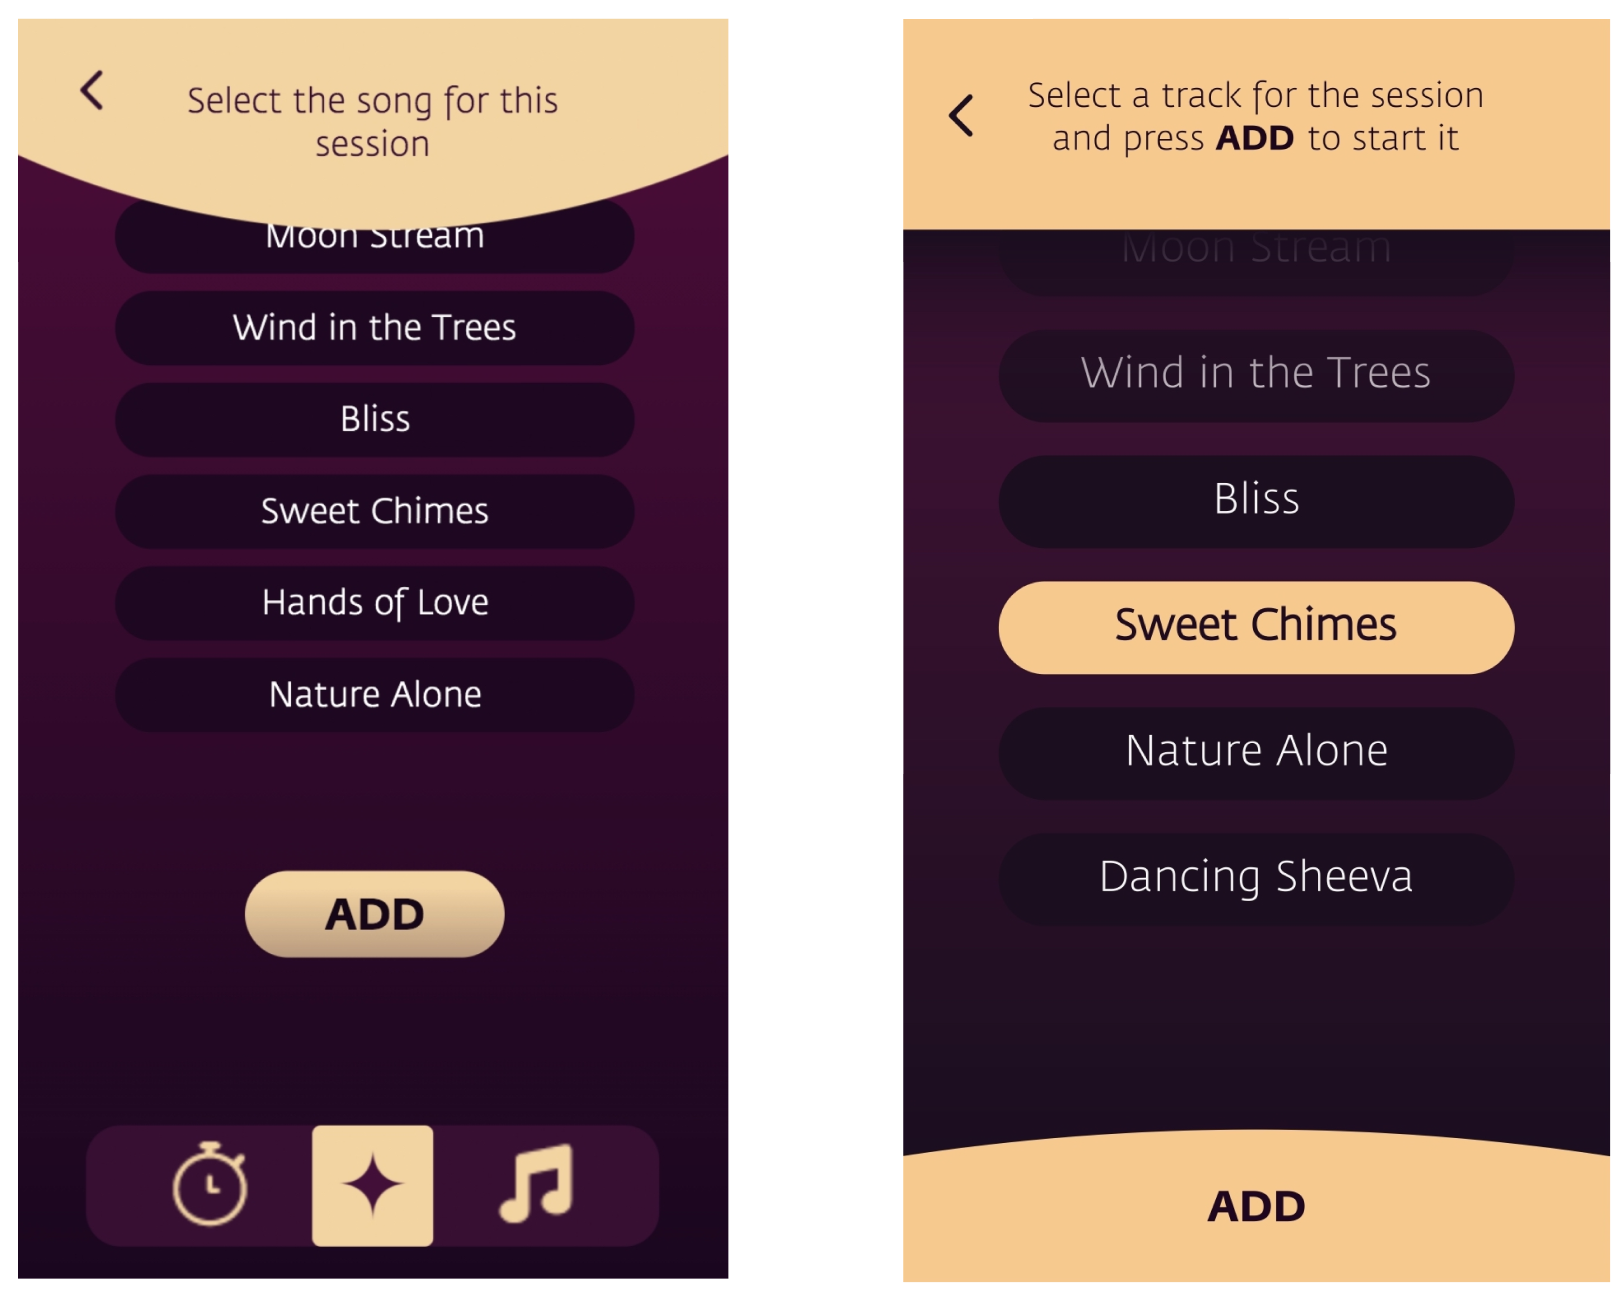 Select the song for this
session
Moon Stream
Wind in the Trees
Bliss
Sweet Chimes
Hands of Love
Nature Alone
ADD
Select a track for the session
and press ADD to start it
Moon Stream
Wind in the Trees
Bliss
Sweet Chimes
Nature Alone
Dancing Sheeva
ADD